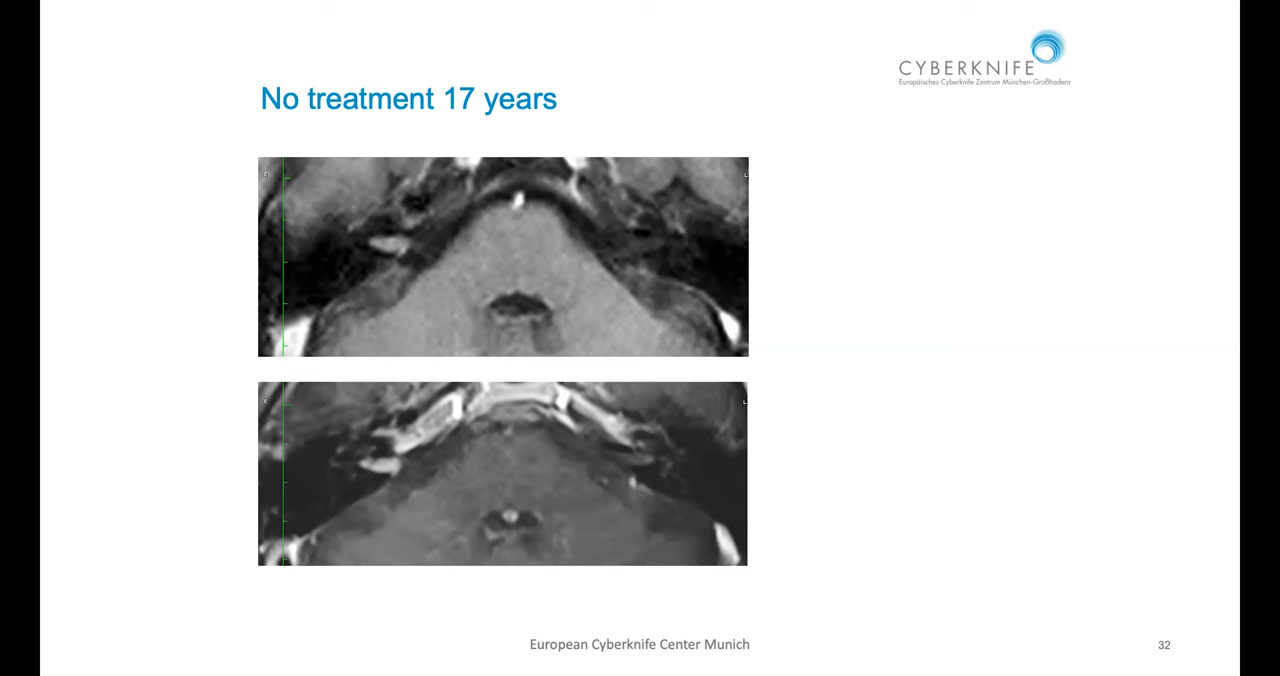 CYBERKNIFE
Europäisches Cyberknife Zentrum München-Großhadern
No treatment 17 years
R
L
R
L
European Cyberknife Center Munich
32